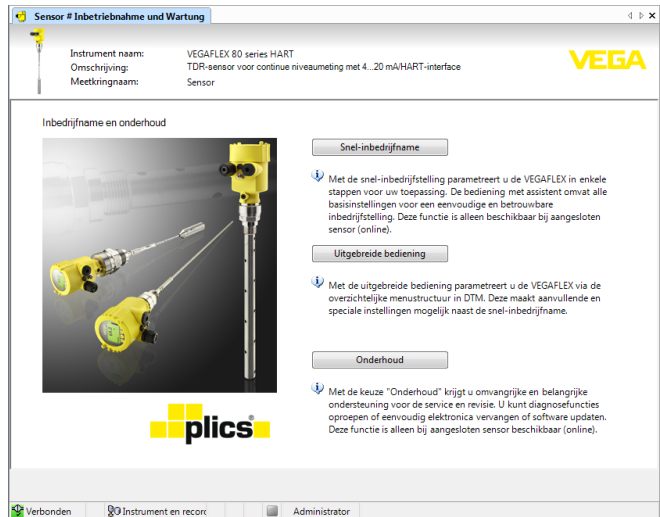 Sensor # Inbetriebnahme und Wartung
Instrument naam: VEGAFLEX 80 series HART
Omschrijving: TDR-sensor voor continue niveaumeting met 4...20 mA/HART-interface
Meetkringnaam: Sensor
VEGA
Inbedrijfname en onderhoud
Snel-inbedrijfname
Met de snel-inbedrijfstelling parametreert u de VEGAFLEX in enkele
stappen voor uw toepassing. De bediening met assistent omvat alle
basisinstellingen voor een eenvoudige en betrouwbare
inbedrijfstelling. Deze functie is alleen beschikbaar bij aangesloten
sensor (online).
Uitgebreide bediening
Met de uitgebreide bediening parametreert u de VEGAFLEX via de
overzichtelijke menustructuur in DTM. Deze maakt aanvullende en
speciale instellingen mogelijk naast de snel-inbedrijfname.
Onderhoud
Met de keuze "Onderhoud" krijgt u omvangrijke en belangrijke
ondersteuning voor de service en revisie. U kunt diagnosefuncties
oproepen of eenvoudig elektronica vervangen of software updaten.
Deze functie is alleen bij aangesloten sensor beschikbaar (online).
plics®
Verbonden Instrument en record Administrator